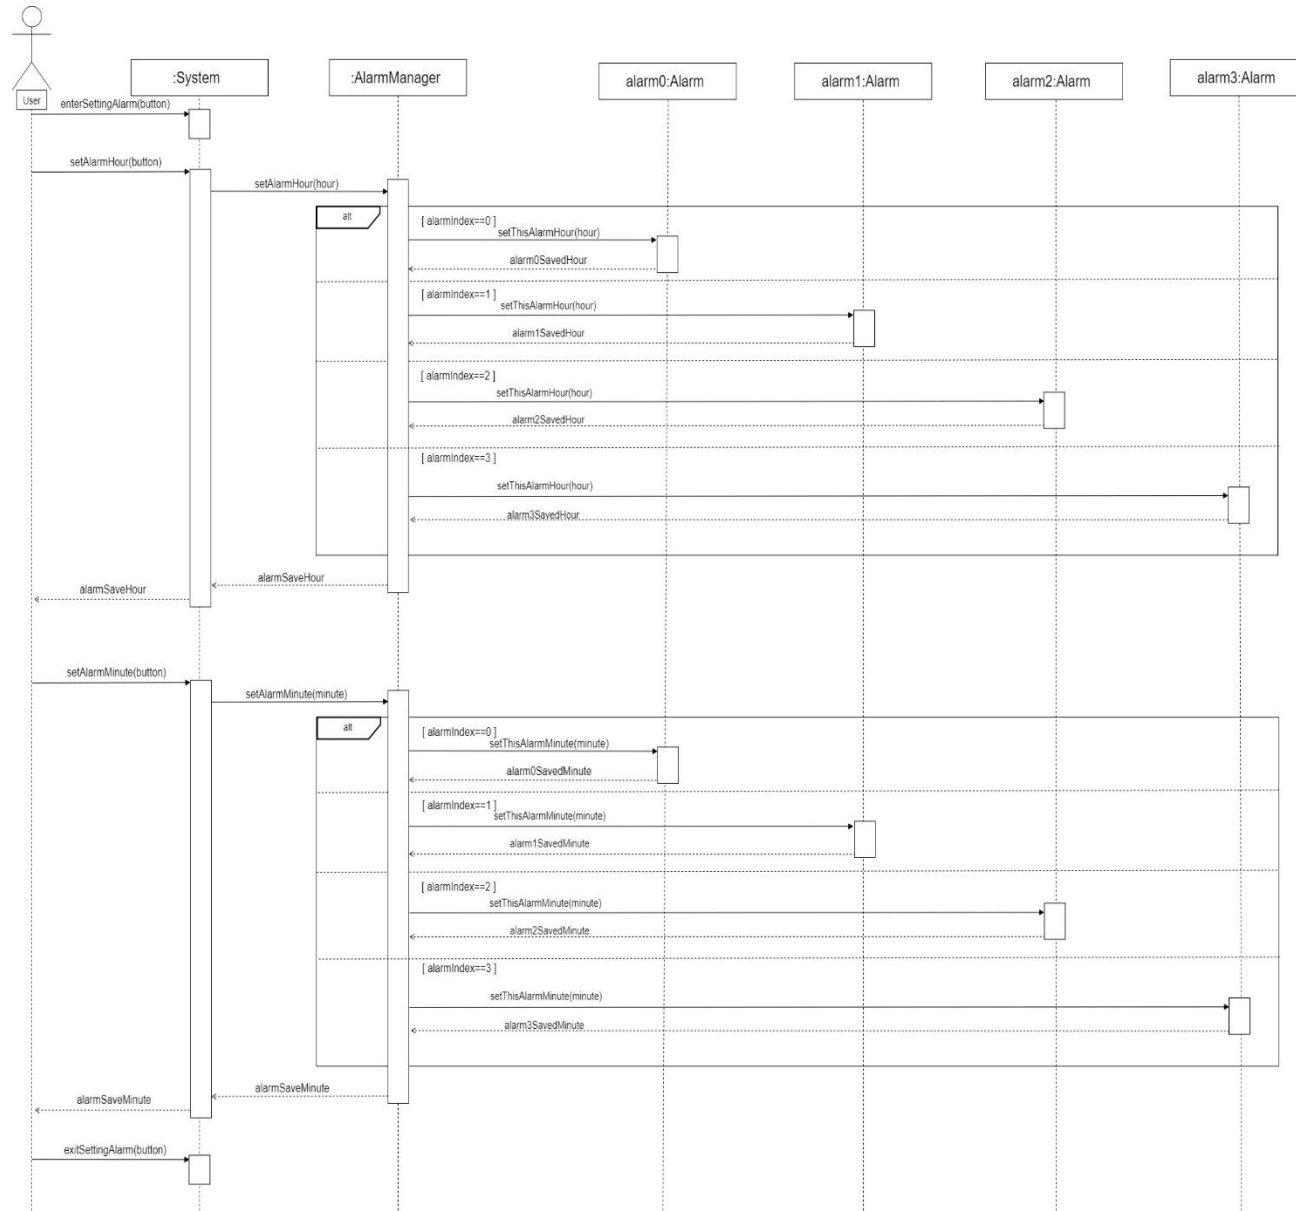 :System
:AlarmManager
alarm0:Alarm
alarm1:Alarm
alarm2:Alarm
alarm3:Alarm
User
enterSettingAlarm(button)
setAlarmHour(button)
setAlarmHour(hour)
alt
[ alarmIndex==0 ]
setThisAlarmHour(hour)
alarm0SavedHour
[ alarmIndex==1 ]
setThisAlarmHour(hour)
alarm1SavedHour
[ alarmIndex==2 ]
setThisAlarmHour(hour)
alarm2SavedHour
[ alarmIndex==3 ]
setThisAlarmHour(hour)
alarm3SavedHour
alarmSaveHour
alarmSaveHour
setAlarmMinute(button)
setAlarmMinute(minute)
alt
[ alarmIndex==0 ]
setThisAlarmMinute(minute)
alarm0SavedMinute
[ alarmIndex==1 ]
setThisAlarmMinute(minute)
alarm1SavedMinute
[ alarmIndex==2 ]
setThisAlarmMinute(minute)
alarm2SavedMinute
[ alarmIndex==3 ]
setThisAlarmMinute(minute)
alarm3SavedMinute
alarmSaveMinute
alarmSaveMinute
exitSettingAlarm(button)